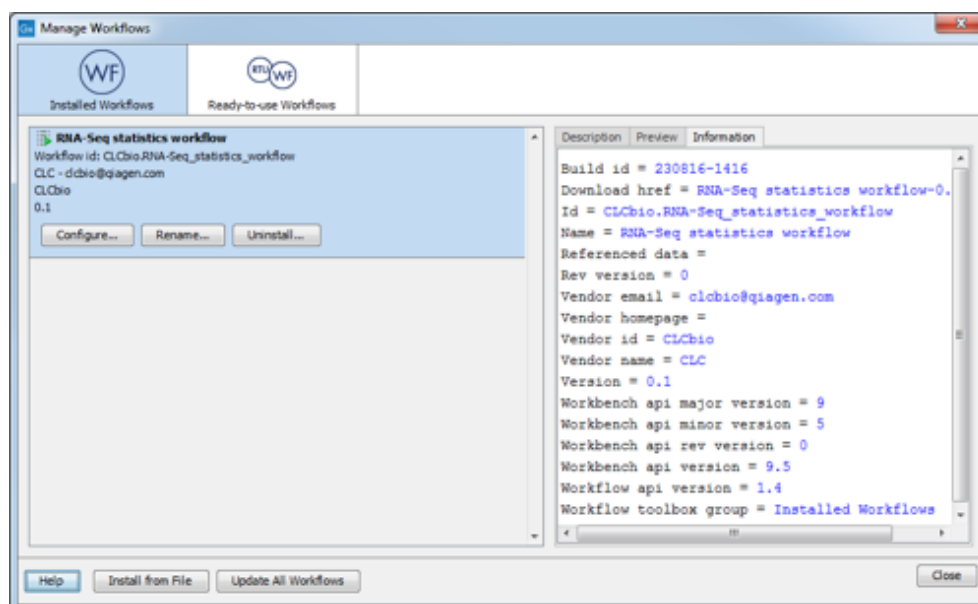 Gx Manage Workflows
WF
RTU WF
Installed Workflows
Ready-to-use Workflows
RNA-Seq statistics workflow
Workflow id: CLCbio.RNA-Seq_statistics_workflow
CLC - clcbio@qiagen.com
CLCbio
0.1
Configure... Rename... Uninstall...
Description Preview Information
Build id = 230816-1416
Download href = RNA-Seq statistics workflow-0.
Id = CLCbio.RNA-Seq_statistics_workflow
Name = RNA-Seq statistics workflow
Referenced data =
Rev version = 0
Vendor email = clcbio@qiagen.com
Vendor homepage =
Vendor id = CLCbio
Vendor name = CLC
Version = 0.1
Workbench api major version = 9
Workbench api minor version = 5
Workbench api rev version = 0
Workbench api version = 9.5
Workflow api version = 1.4
Workflow toolbox group = Installed Workflows
Help Install from File Update All Workflows Close